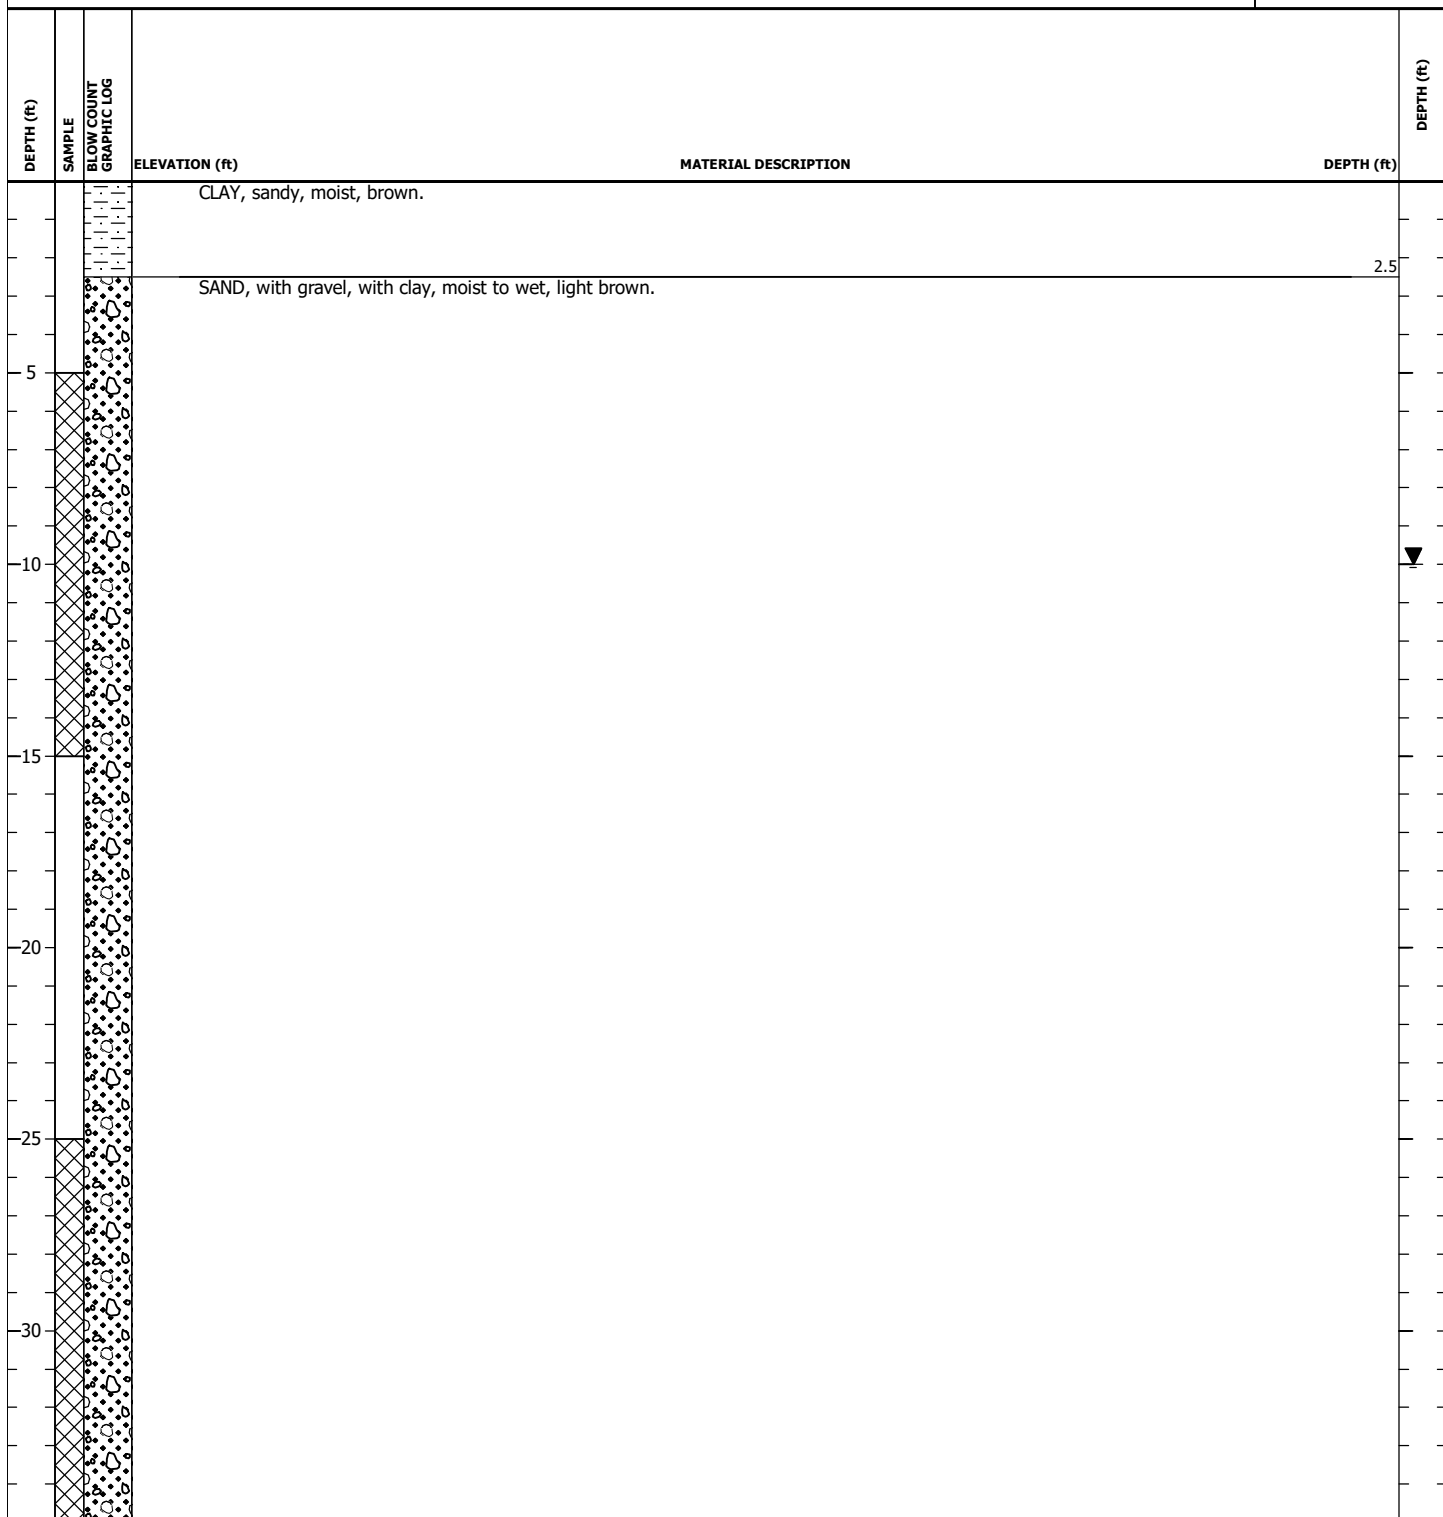 DEPTH (ft)
SAMPLE
BLOW COUNT
GRAPHIC LOG
ELEVATION (ft)
MATERIAL DESCRIPTION
DEPTH (ft)
DEPTH (ft)
CLAY, sandy, moist, brown.
2.5
SAND, with gravel, with clay, moist to wet, light brown.
5
10
15
20
25
30